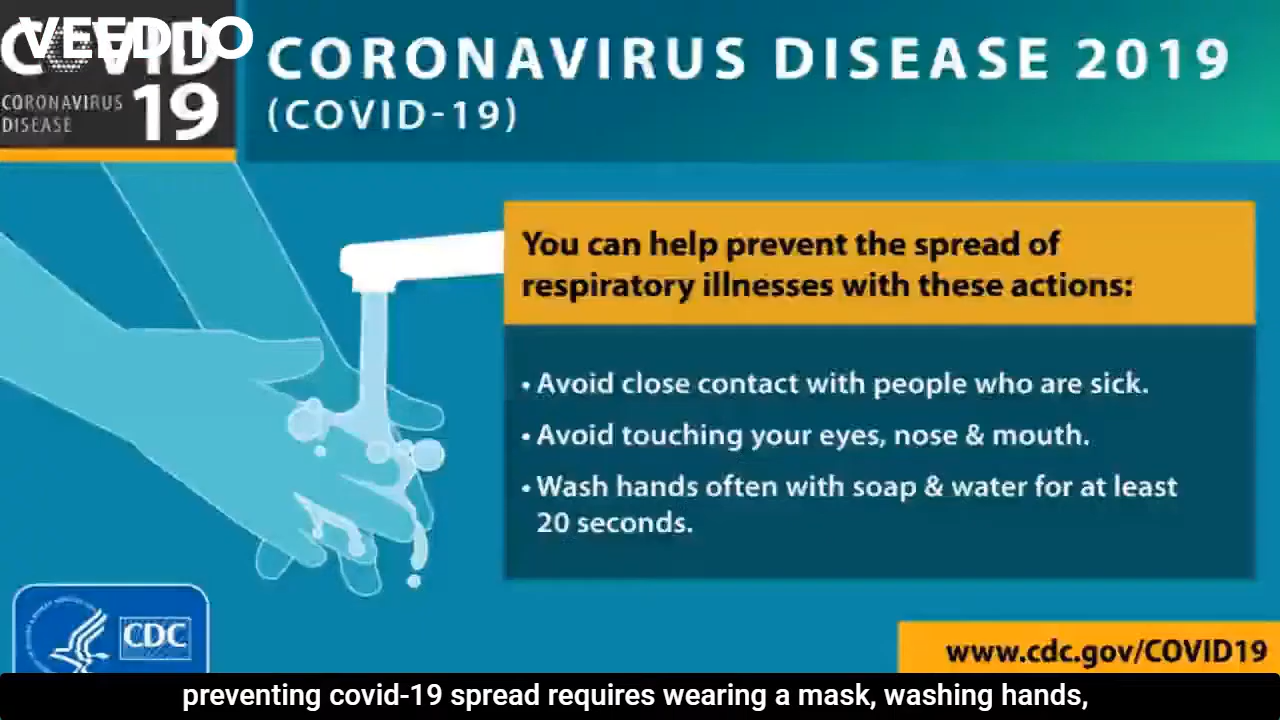 VEED.IO
COVID
CORONAVIRUS
DISEASE
19
CORONAVIRUS DISEASE 2019
(COVID-19)
You can help prevent the spread of
respiratory illnesses with these actions:
• Avoid close contact with people who are sick.
• Avoid touching your eyes, nose & mouth.
• Wash hands often with soap & water for at least
20 seconds.
CDC
www.cdc.gov/COVID19
preventing covid-19 spread requires wearing a mask, washing hands,